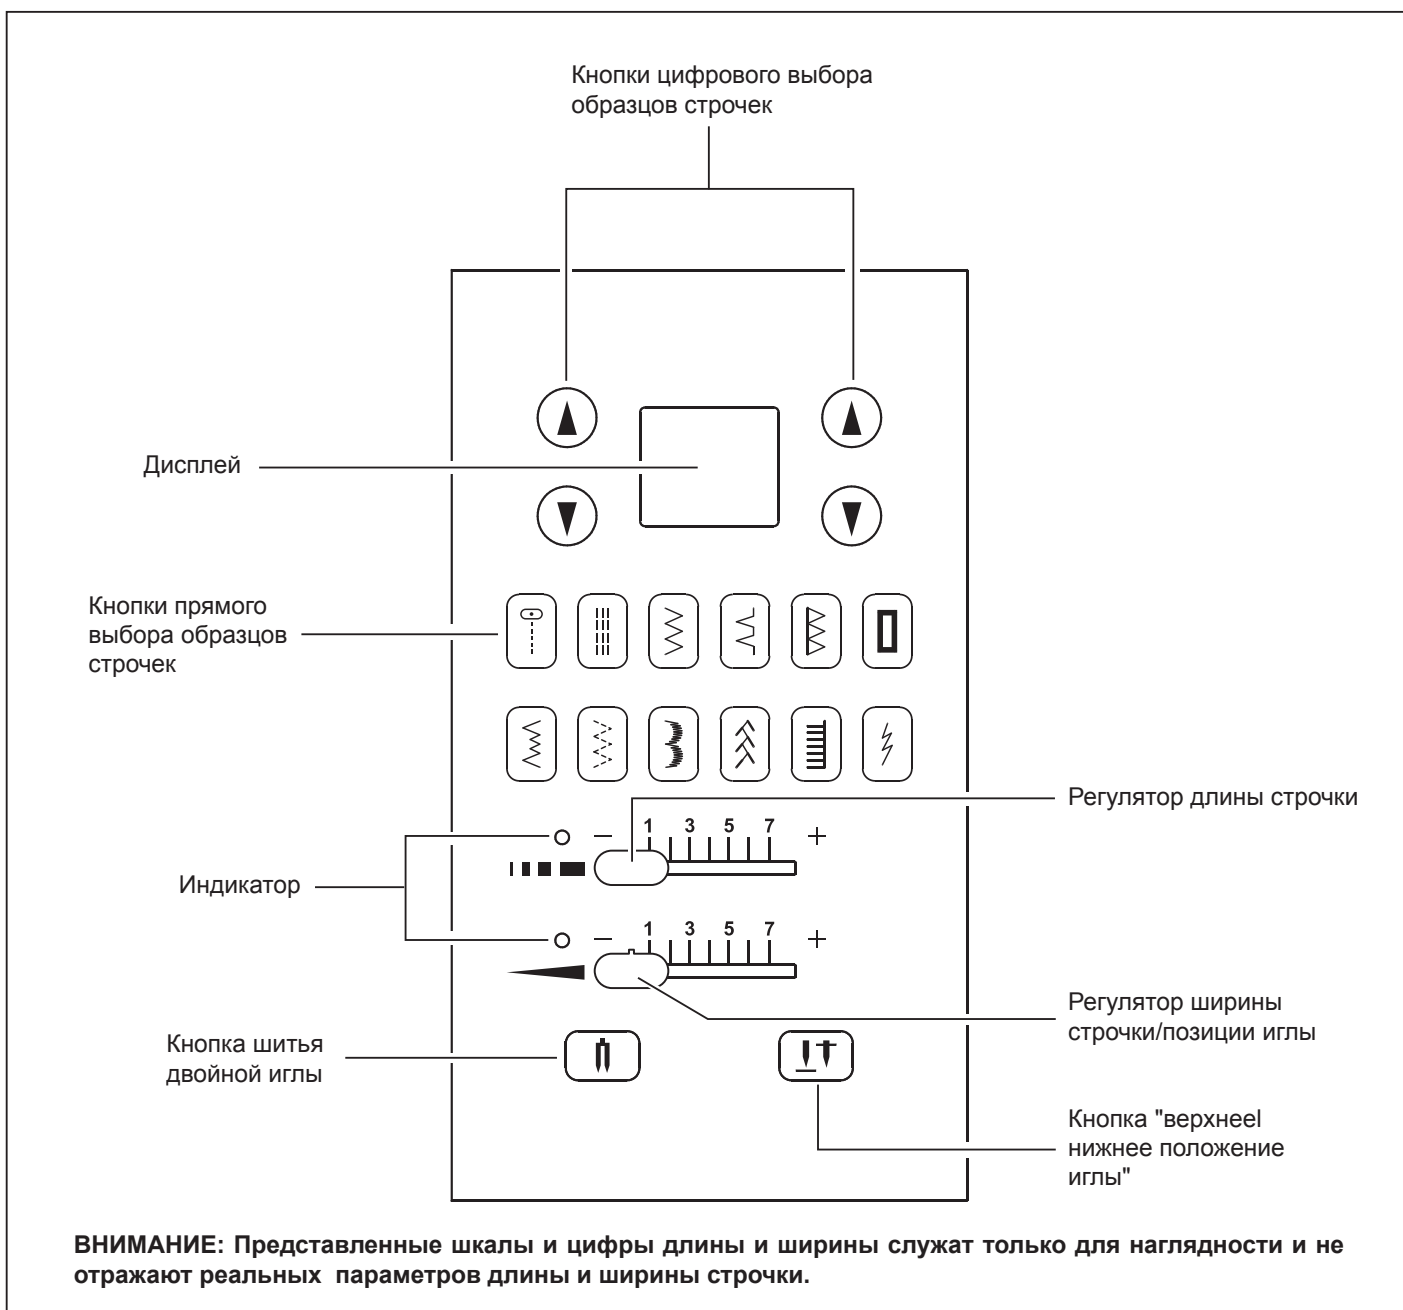 Кнопки цифрового выбора
образцов строчек
Дисплей
Кнопки прямого
выбора образцов
строчек
Регулятор длины строчки
1 3 5 7
− +
Индикатор
1 3 5 7
− +
Регулятор ширины
строчки/позиции иглы
Кнопка шитья
двойной иглы
Кнопка "верхнееl
нижнее положение
иглы"
ВНИМАНИЕ: Представленные шкалы и цифры длины и ширины служат только для наглядности и не
отражают реальных параметров длины и ширины строчки.